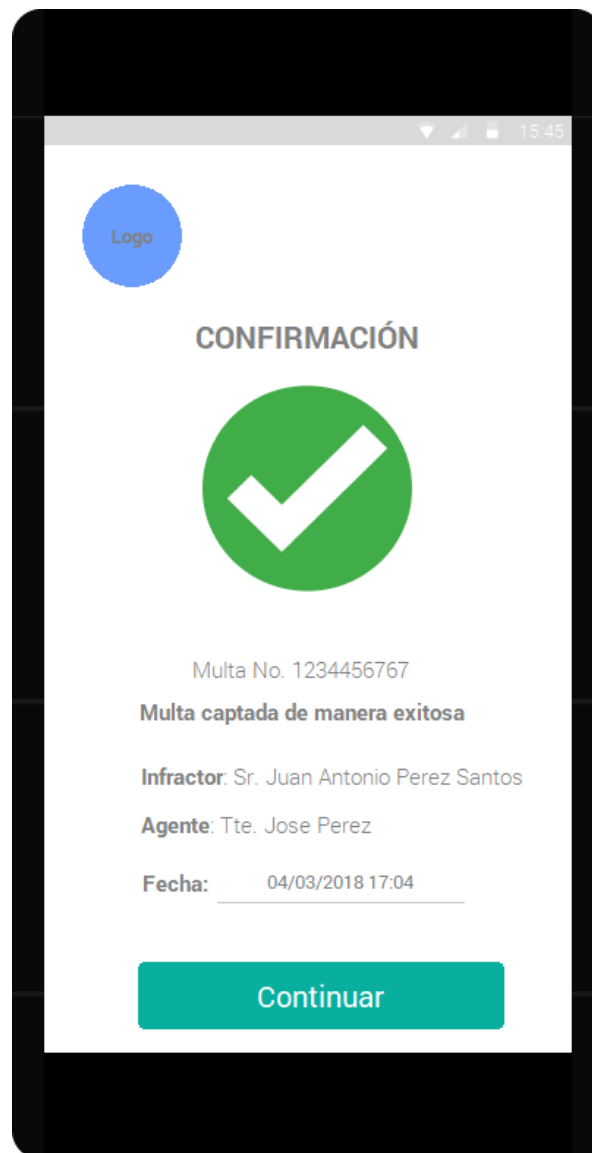 15:45
Logo
CONFIRMACIÓN
Multa No. 1234456767
Multa captada de manera exitosa
Infractor: Sr. Juan Antonio Perez Santos
Agente: Tte. Jose Perez
Fecha: 04/03/2018 17:04
Continuar